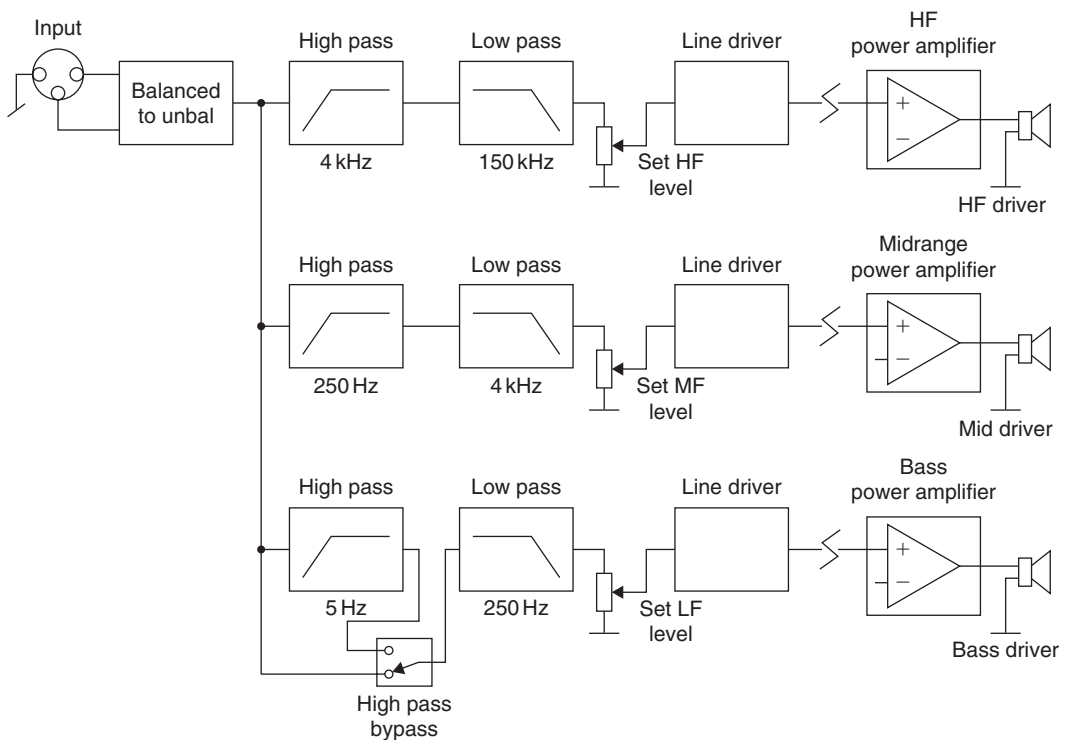 Input
Balanced
to unbal
High pass
4 kHz
Low pass
150 kHz
Set HF
level
Line driver
HF
power amplifier
+
−
HF driver
High pass
250 Hz
Low pass
4 kHz
Set MF
level
Line driver
Midrange
power amplifier
+
−
Mid driver
High pass
5 Hz
High pass
bypass
Low pass
250 Hz
Set LF
level
Line driver
Bass
power amplifier
+
−
Bass driver